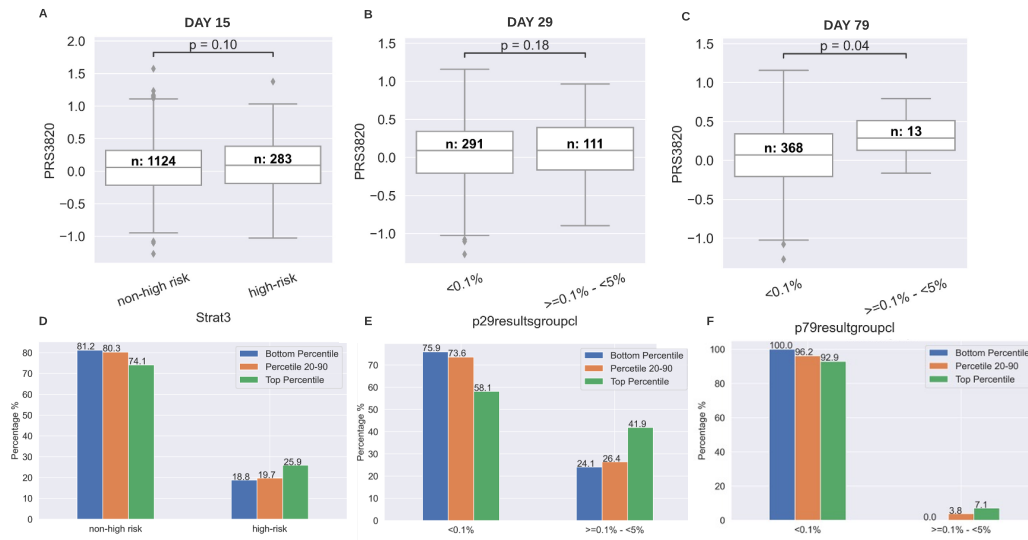 A
DAY 15
p = 0.10
2.0
1.5
1.0
0.5
0.0
−0.5
−1.0
PRS3820
n: 1124
n: 283
non-high risk
high-risk
B
DAY 29
p = 0.18
1.5
1.0
0.5
0.0
−0.5
−1.0
PRS3820
n: 291
n: 111
<0.1%
>=0.1% - <5%
C
DAY 79
p = 0.04
1.5
1.0
0.5
0.0
−0.5
−1.0
PRS3820
n: 368
n: 13
<0.1%
>=0.1% - <5%
D
Strat3
Bottom Percentile
Percetile 20-90
Top Percentile
80
70
60
50
40
30
20
10
0
Percentage %
81.2
80.3
74.1
18.8
19.7
25.9
non-high risk
high-risk
E
p29resultsgroupcl
Bottom Percentile
Percetile 20-90
Top Percentile
70
60
50
40
30
20
10
0
Percentage %
75.9
73.6
58.1
24.1
26.4
41.9
<0.1%
>=0.1% - <5%
F
p79resultgroupcl
Bottom Percentile
Percetile 20-90
Top Percentile
100
80
60
40
20
0
Percentage %
100.0
96.2
92.9
0.0
3.8
7.1
<0.1%
>=0.1% - <5%